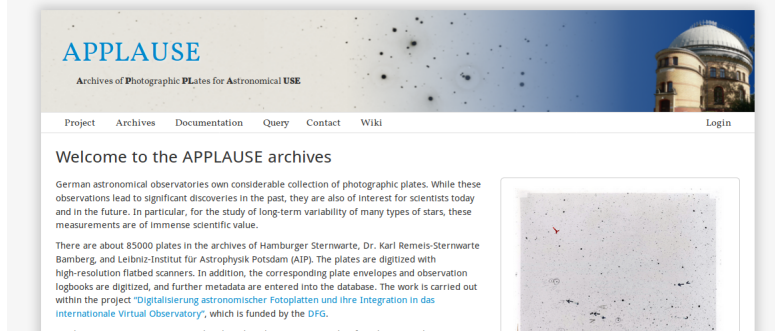 APPLAUSE
Archives of Photographic PLates for Astronomical USE
Project Archives Documentation Query Contact Wiki Login
Welcome to the APPLAUSE archives
German astronomical observatories own considerable collection of photographic plates. While these
observations lead to significant discoveries in the past, they are also of interest for scientists today
and in the future. In particular, for the study of long-term variability of many types of stars, these
measurements are of immense scientific value.
There are about 85000 plates in the archives of Hamburger Sternwarte, Dr. Karl Remeis-Sternwarte
Bamberg, and Leibniz-Institut für Astrophysik Potsdam (AIP). The plates are digitized with
high-resolution flatbed scanners. In addition, the corresponding plate envelopes and observation
logbooks are digitized, and further metadata are entered into the database. The work is carried out
within the project "Digitalisierung astronomischer Fotoplatten und ihre Integration in das
internationale Virtual Observatory", which is funded by the DFG.